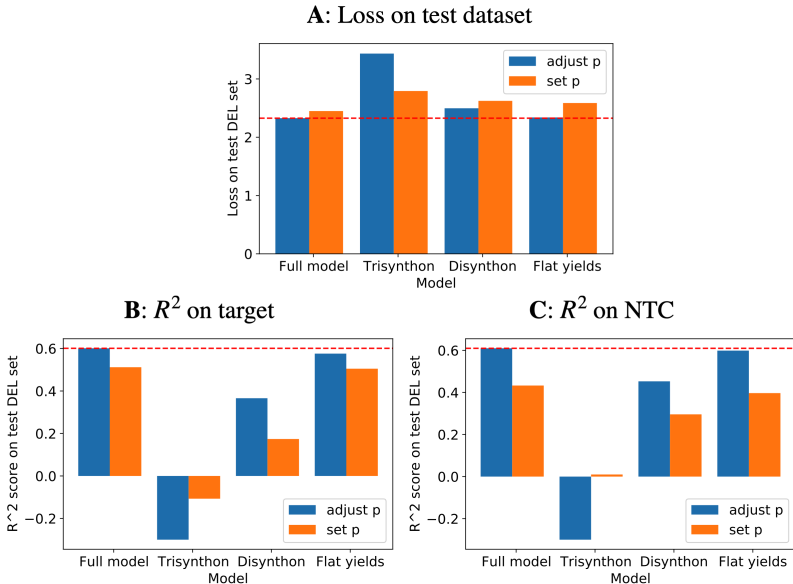 A: Loss on test dataset
Loss on test DEL set
3
2
1
0
adjust p
set p
Full model
Trisynthon
Disynthon
Flat yields
Model
B: R² on target
R^2 score on test DEL set
0.6
0.4
0.2
0.0
−0.2
adjust p
set p
Full model
Trisynthon
Disynthon
Flat yields
Model
C: R² on NTC
R^2 score on test DEL set
0.6
0.4
0.2
0.0
−0.2
adjust p
set p
Full model
Trisynthon
Disynthon
Flat yields
Model